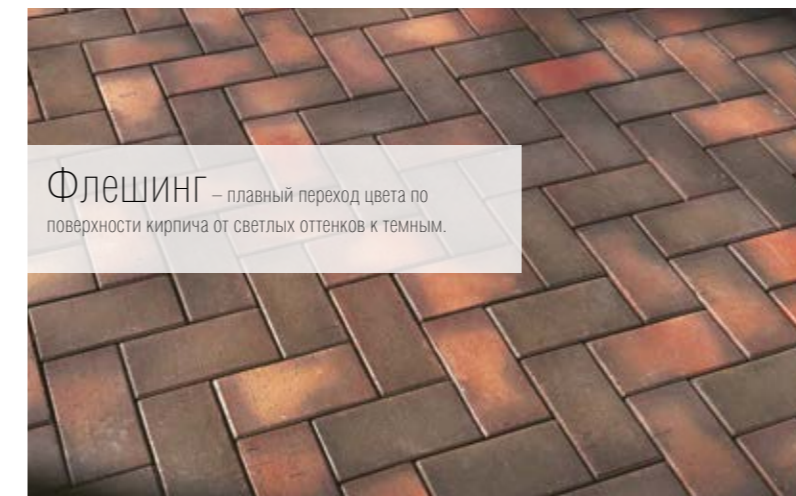 Флешинг – плавный переход цвета по
поверхности кирпича от светлых оттенков к темным.